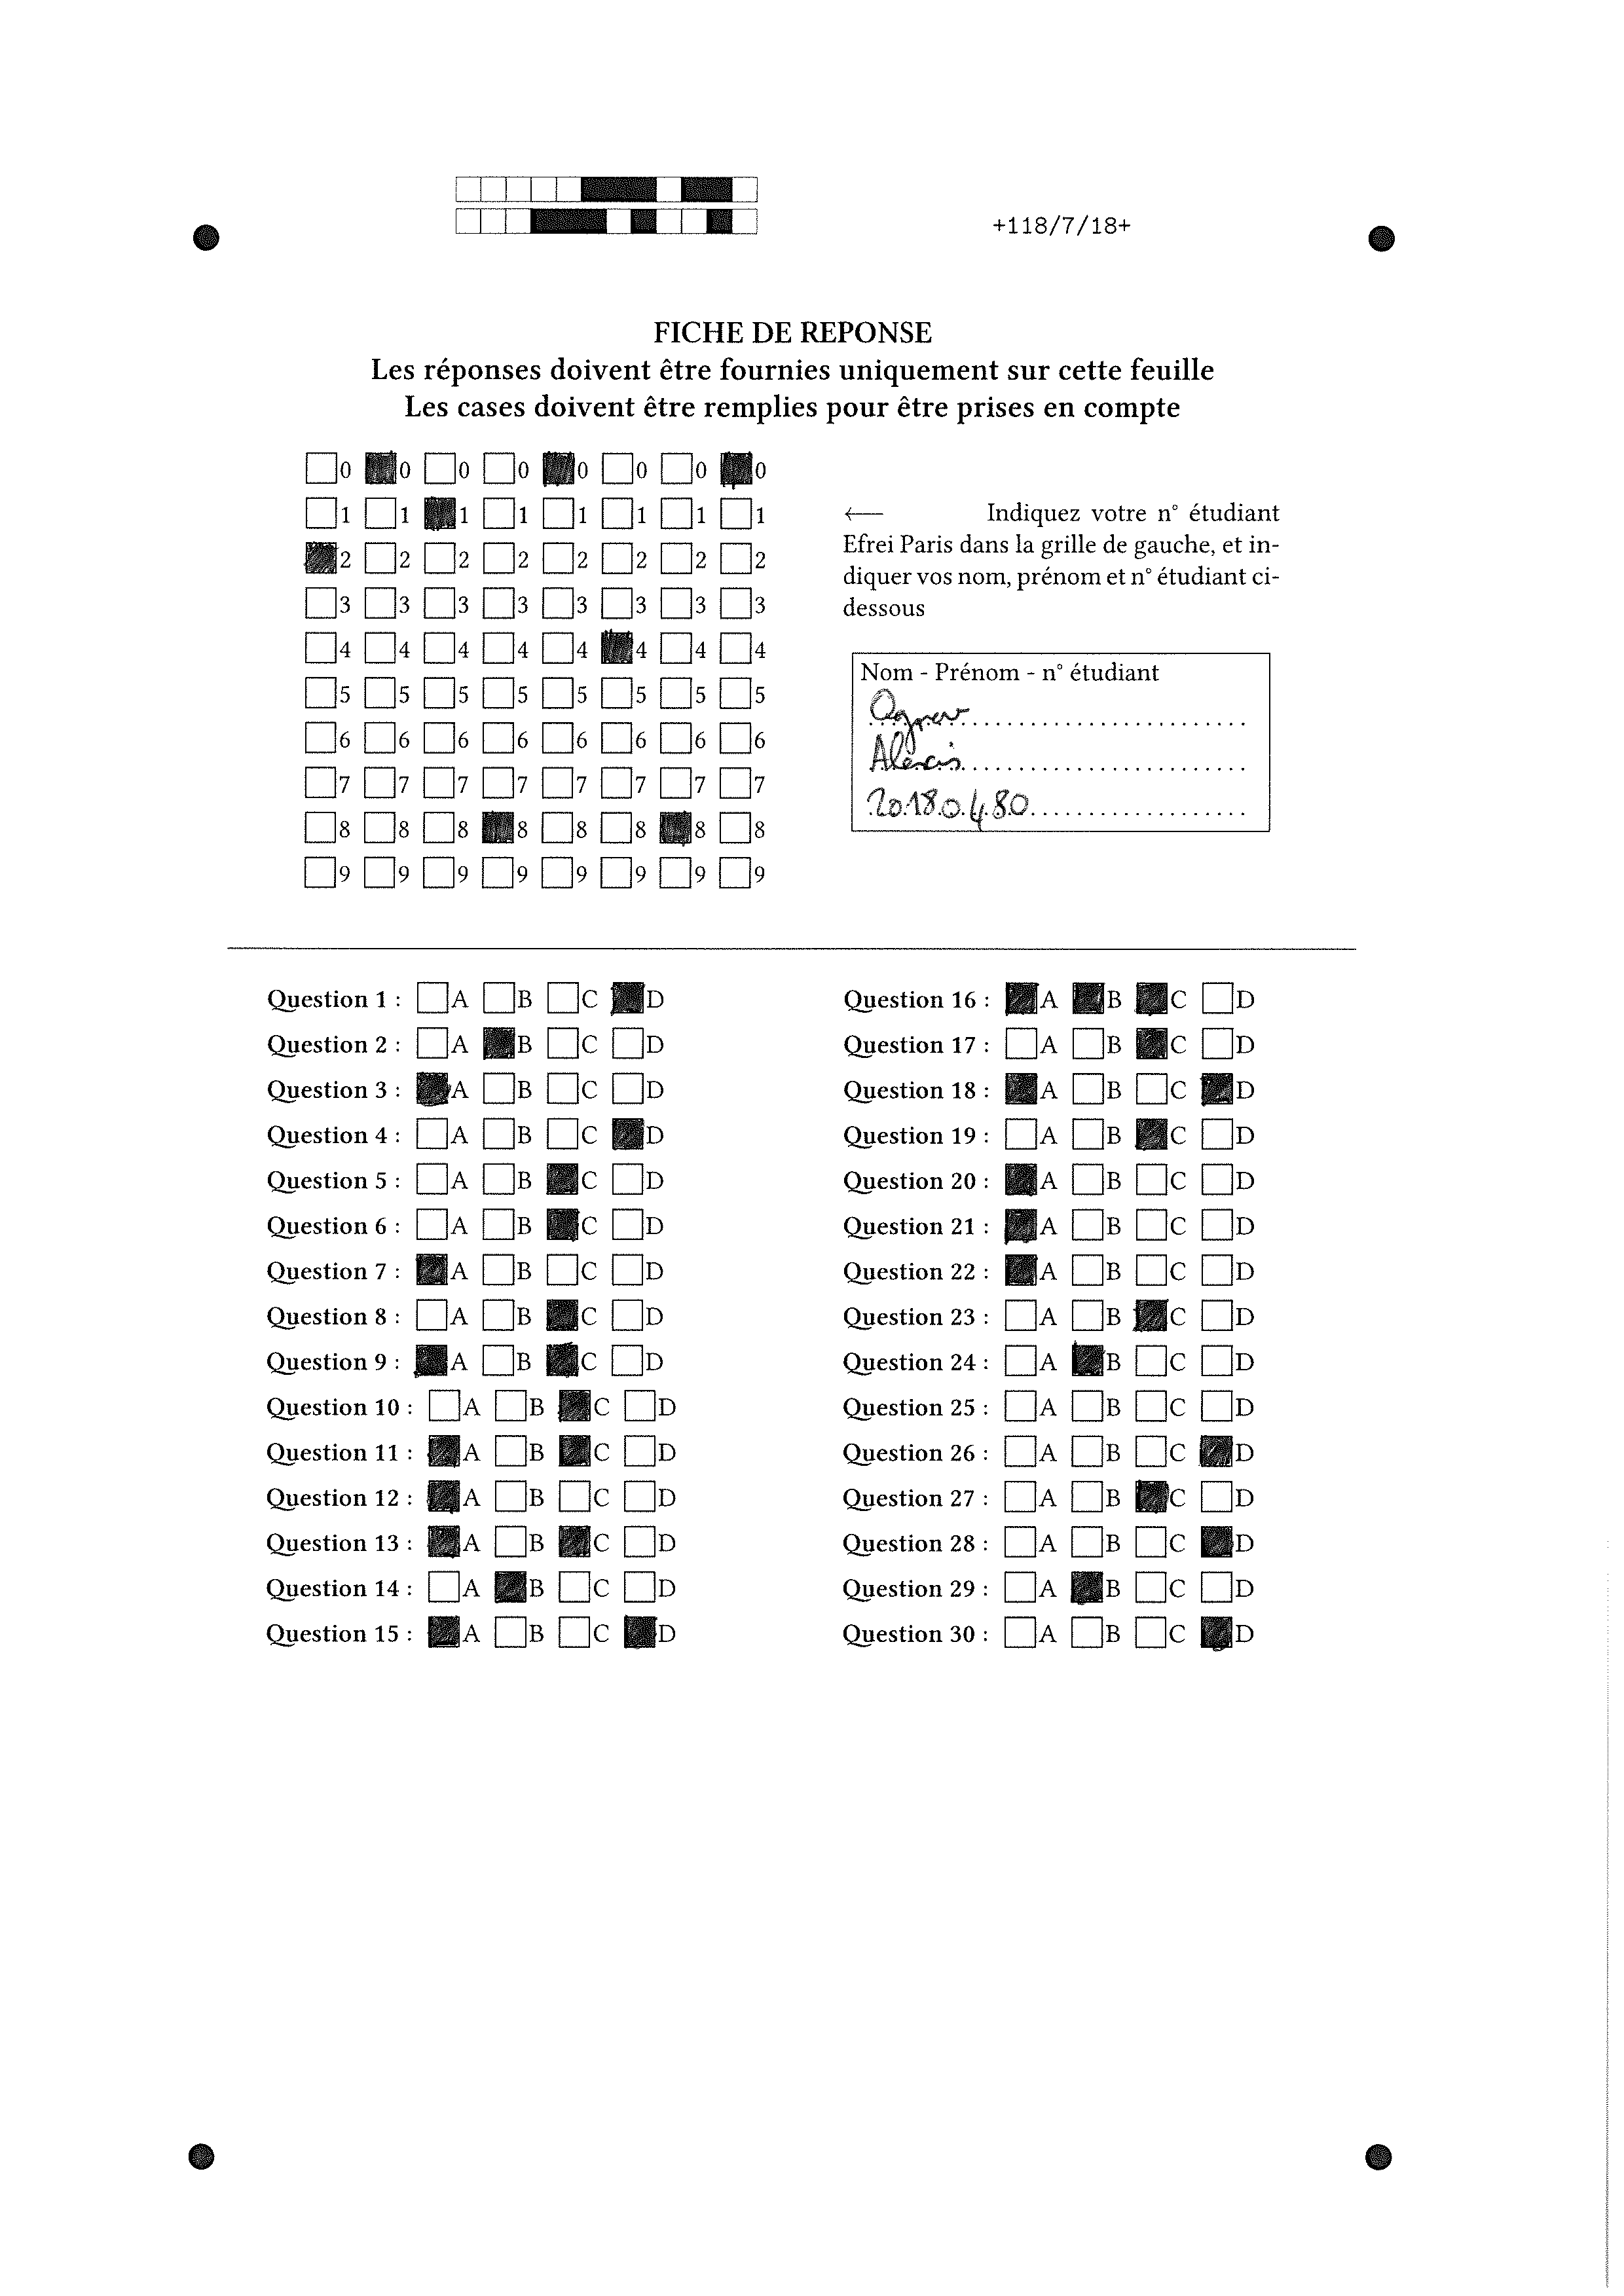 +118/7/18+
FICHE DE REPONSE
Les réponses doivent être fournies uniquement sur cette feuille
Les cases doivent être remplies pour être prises en compte
0 0 0 0 0 0 0 0
1 1 1 1 1 1 1 1
2 2 2 2 2 2 2 2
3 3 3 3 3 3 3 3
4 4 4 4 4 4 4 4
5 5 5 5 5 5 5 5
6 6 6 6 6 6 6 6
7 7 7 7 7 7 7 7
8 8 8 8 8 8 8 8
9 9 9 9 9 9 9 9
← Indiquez votre n° étudiant
Efrei Paris dans la grille de gauche, et in-
diquer vos nom, prénom et n° étudiant ci-
dessous
Nom - Prénom - n° étudiant
Alexis
20180480
Question 1 : A B C D
Question 2 : A B C D
Question 3 : A B C D
Question 4 : A B C D
Question 5 : A B C D
Question 6 : A B C D
Question 7 : A B C D
Question 8 : A B C D
Question 9 : A B C D
Question 10 : A B C D
Question 11 : A B C D
Question 12 : A B C D
Question 13 : A B C D
Question 14 : A B C D
Question 15 : A B C D
Question 16 : A B C D
Question 17 : A B C D
Question 18 : A B C D
Question 19 : A B C D
Question 20 : A B C D
Question 21 : A B C D
Question 22 : A B C D
Question 23 : A B C D
Question 24 : A B C D
Question 25 : A B C D
Question 26 : A B C D
Question 27 : A B C D
Question 28 : A B C D
Question 29 : A B C D
Question 30 : A B C D